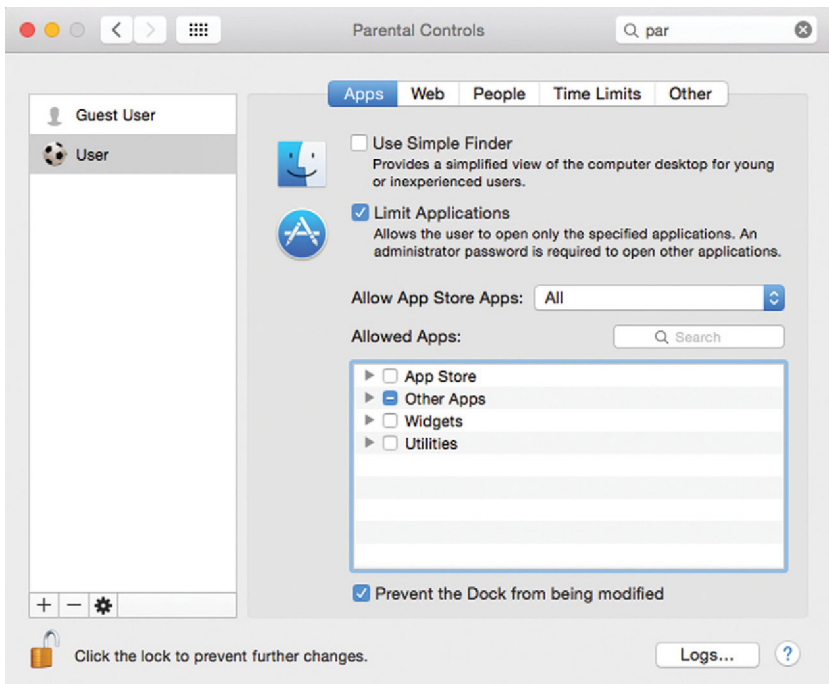 Parental Controls
par
Apps Web People Time Limits Other
Guest User
User
Use Simple Finder
Provides a simplified view of the computer desktop for young
or inexperienced users.
Limit Applications
Allows the user to open only the specified applications. An
administrator password is required to open other applications.
Allow App Store Apps: All
Allowed Apps: Search
App Store
Other Apps
Widgets
Utilities
Prevent the Dock from being modified
Click the lock to prevent further changes.
Logs... ?